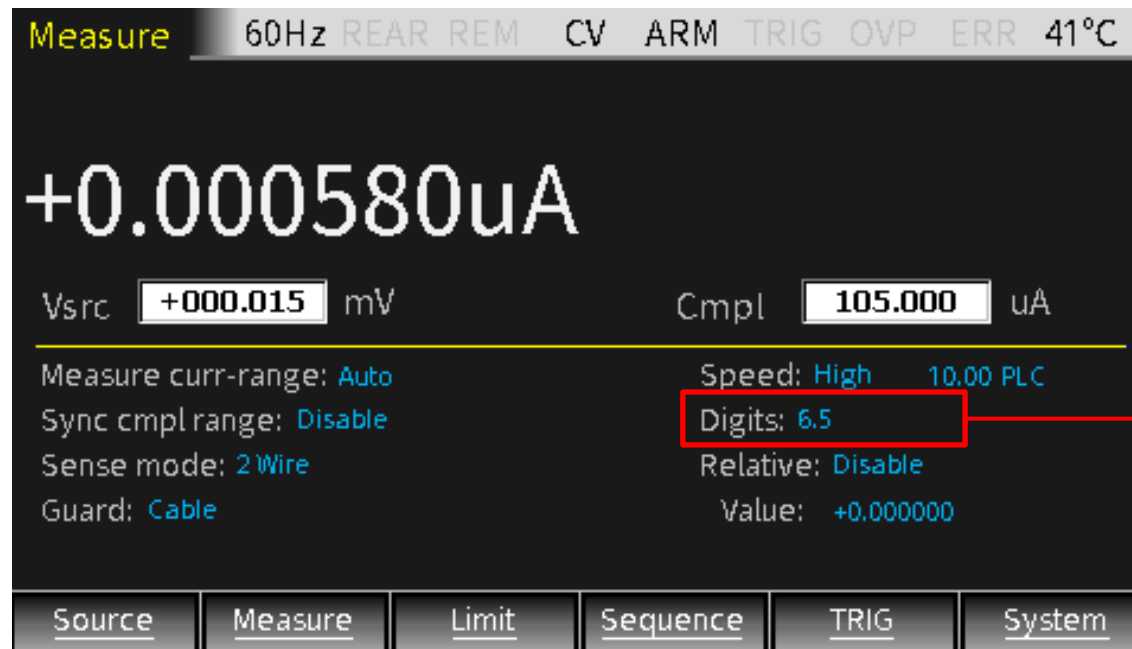 Measure 60Hz REAR REM CV ARM TRIG OVP ERR 41°C
+0.000580uA
Vsrc +000.015 mV Cmpl 105.000 uA
Measure curr-range: Auto Speed: High 10.00 PLC
Sync cmpl range: Disable Digits: 6.5
Sense mode: 2 Wire Relative: Disable
Guard: Cable Value: +0.000000
Source Measure Limit Sequence TRIG System